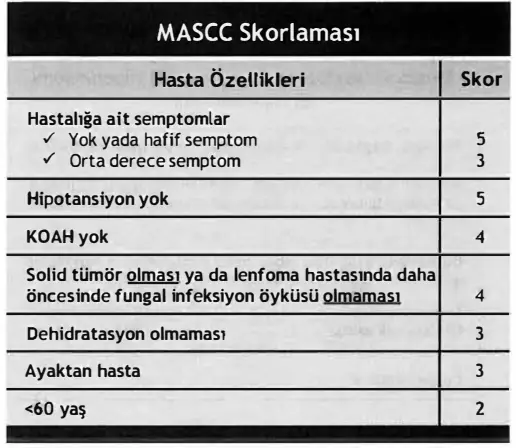 MASCC Skorlaması
Hasta Özellikleri Skor
Hastalığa ait semptomlar
✓ Yok yada hafif semptom 5
✓ Orta derece semptom 3
Hipotansiyon yok 5
KOAH yok 4
Solid tümör olması ya da lenfoma hastasında daha
öncesinde fungal infeksiyon öyküsü olmaması 4
Dehidratasyon olmaması 3
Ayaktan hasta 3
<60 yaş 2